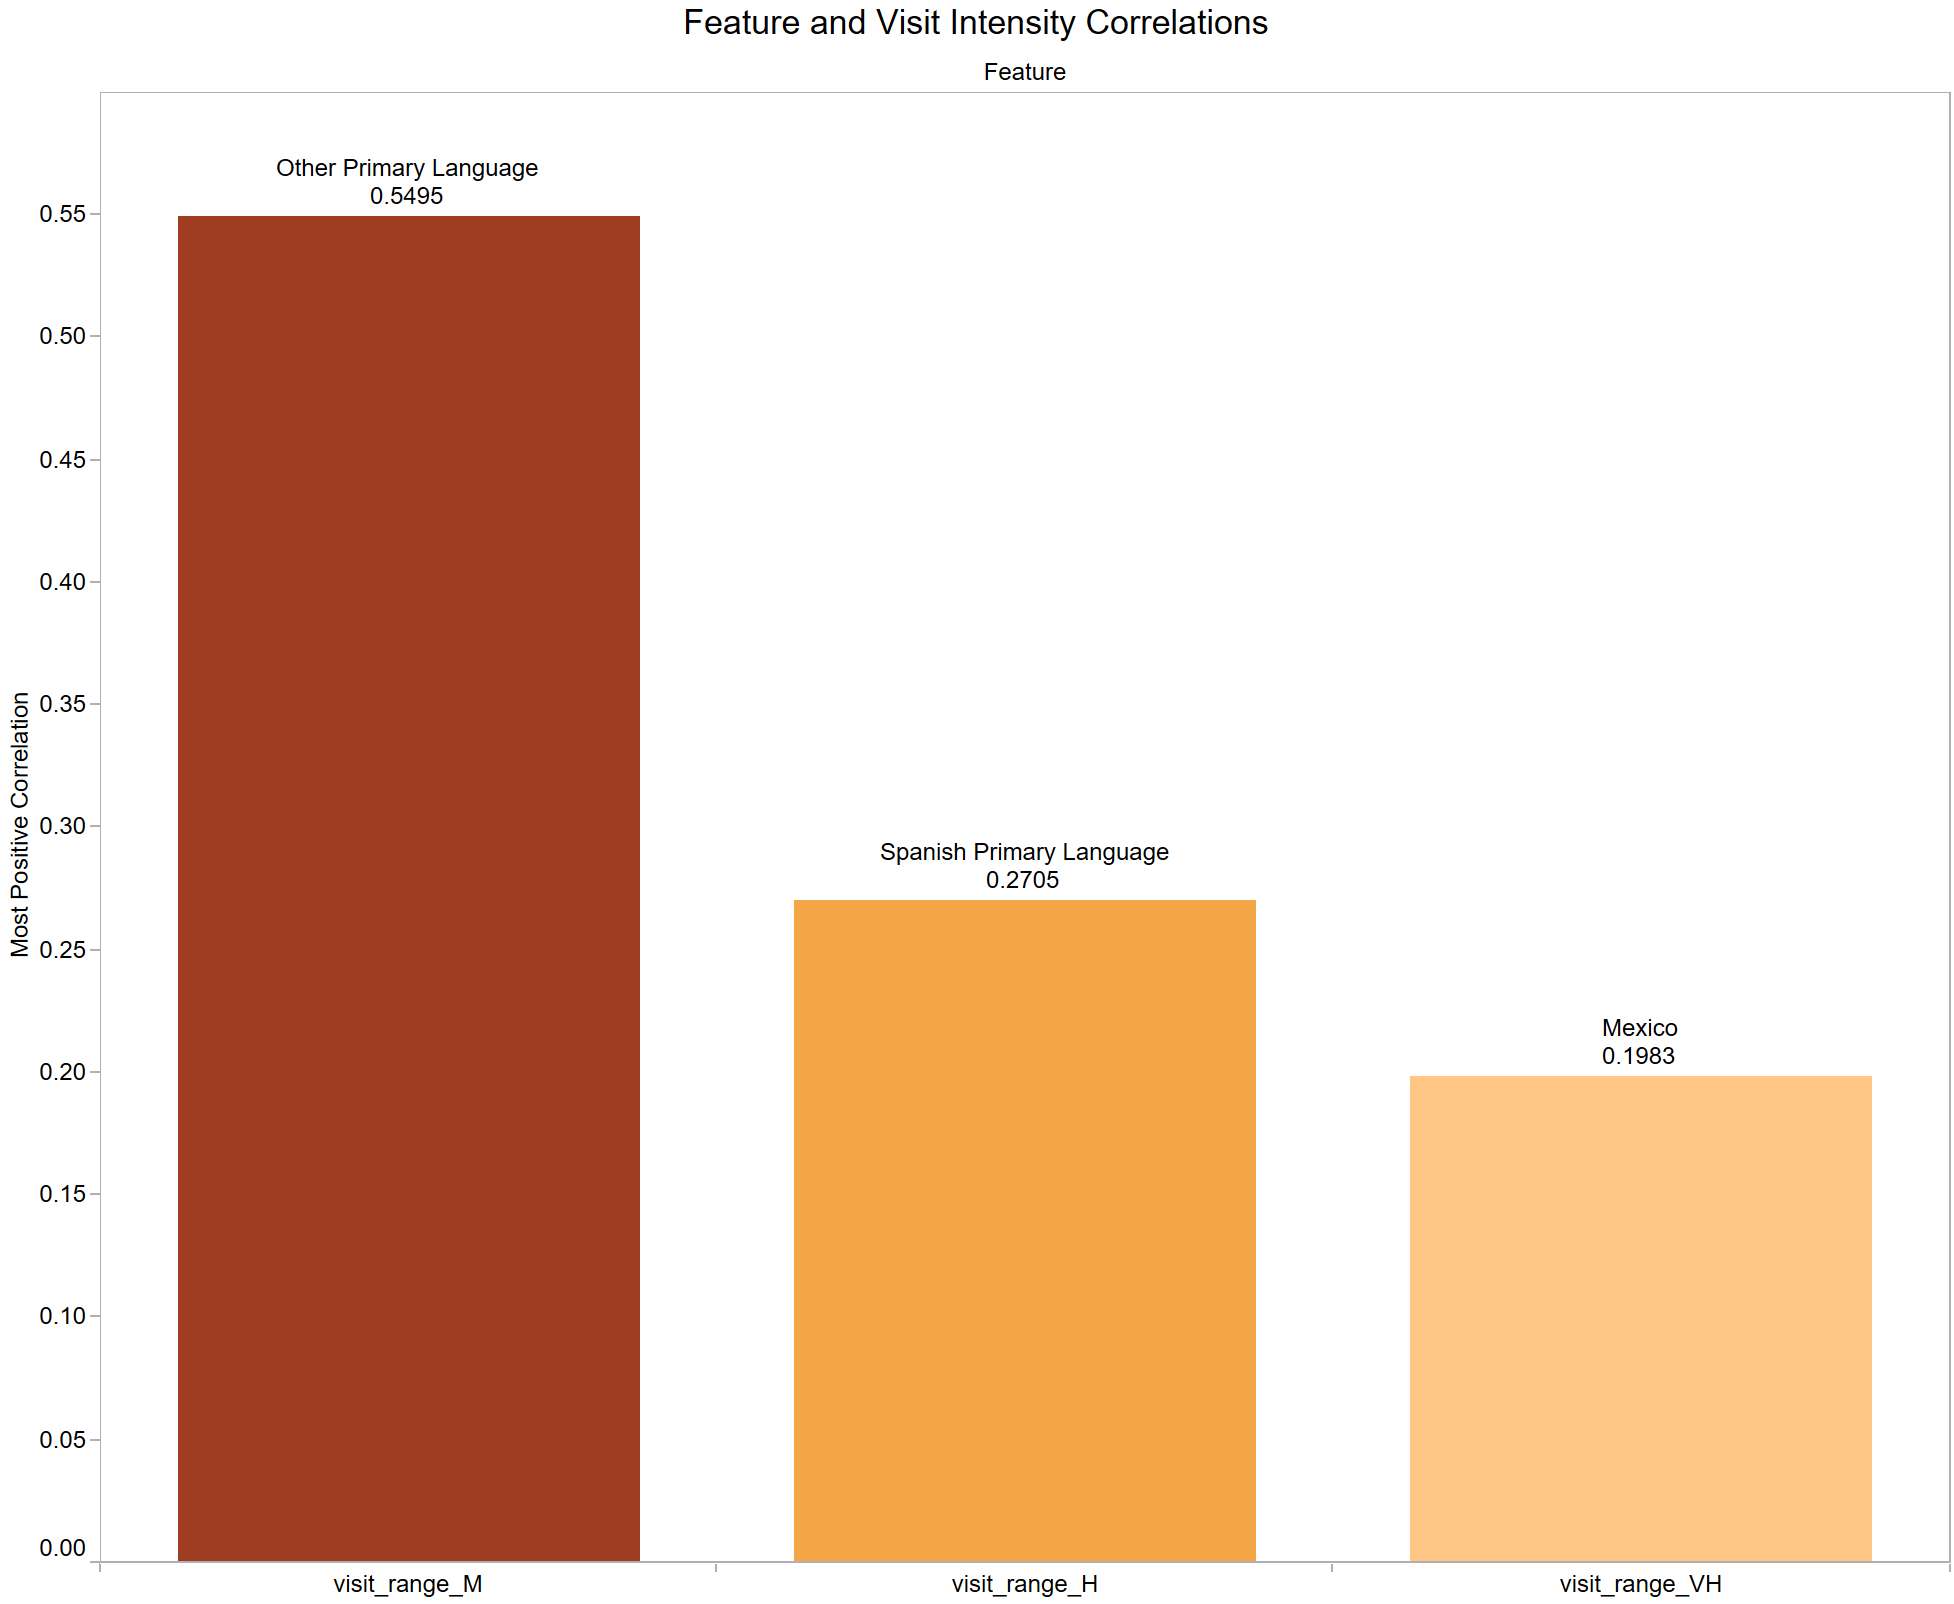 Feature and Visit Intensity Correlations
Feature
Most Positive Correlation
0.55
0.50
0.45
0.40
0.35
0.30
0.25
0.20
0.15
0.10
0.05
0.00
Other Primary Language
0.5495
Spanish Primary Language
0.2705
Mexico
0.1983
visit_range_M
visit_range_H
visit_range_VH